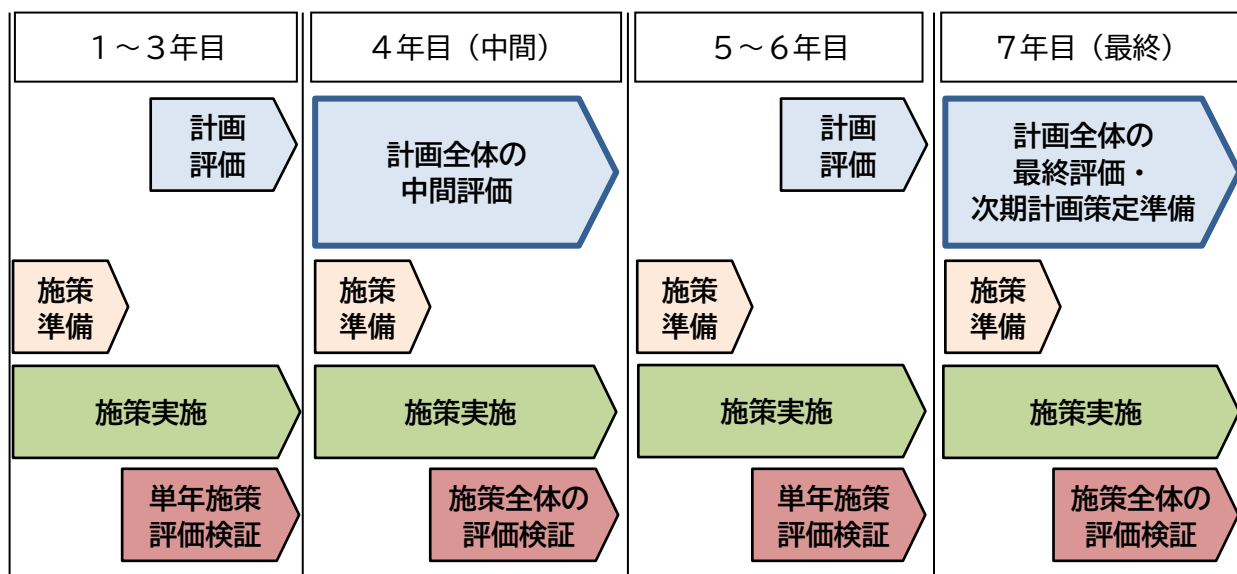 １～３年目
４年目（中間）
５～６年目
７年目（最終）
計画
評価
計画全体の
中間評価
計画
評価
計画全体の
最終評価・
次期計画策定準備
施策
準備
施策
準備
施策
準備
施策
準備
施策実施
施策実施
施策実施
施策実施
単年施策
評価検証
施策全体の
評価検証
単年施策
評価検証
施策全体の
評価検証